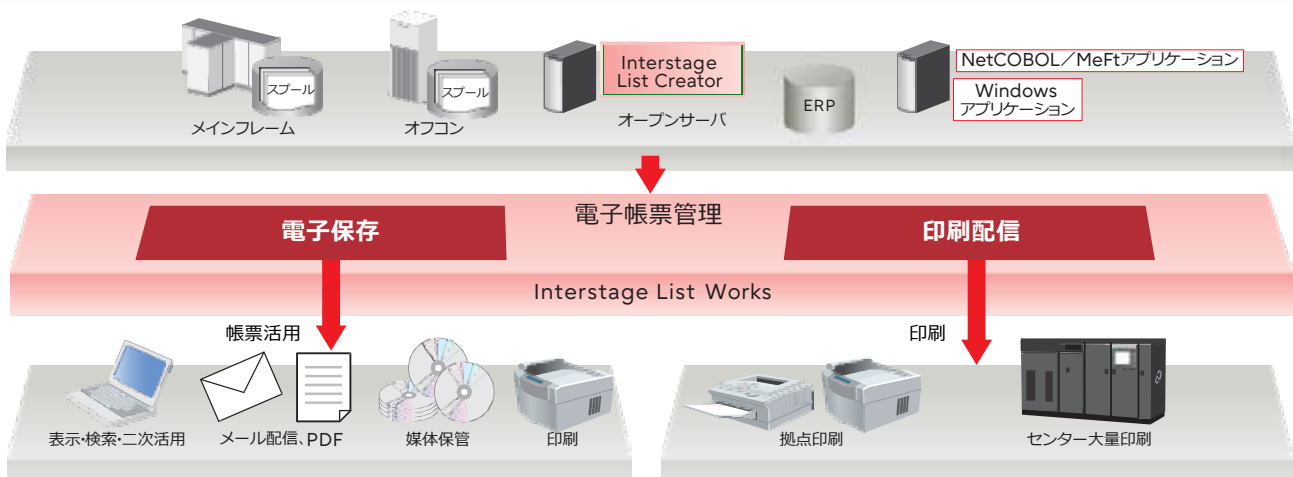 スプール
メインフレーム
スプール
オフコン
Interstage
List Creator
オープンサーバ
ERP
NetCOBOL／MeFtアプリケーション
Windows
アプリケーション
電子帳票管理
電子保存
印刷配信
Interstage List Works
帳票活用
印刷
表示・検索・二次活用
メール配信、PDF
媒体保管
印刷
拠点印刷
センター大量印刷